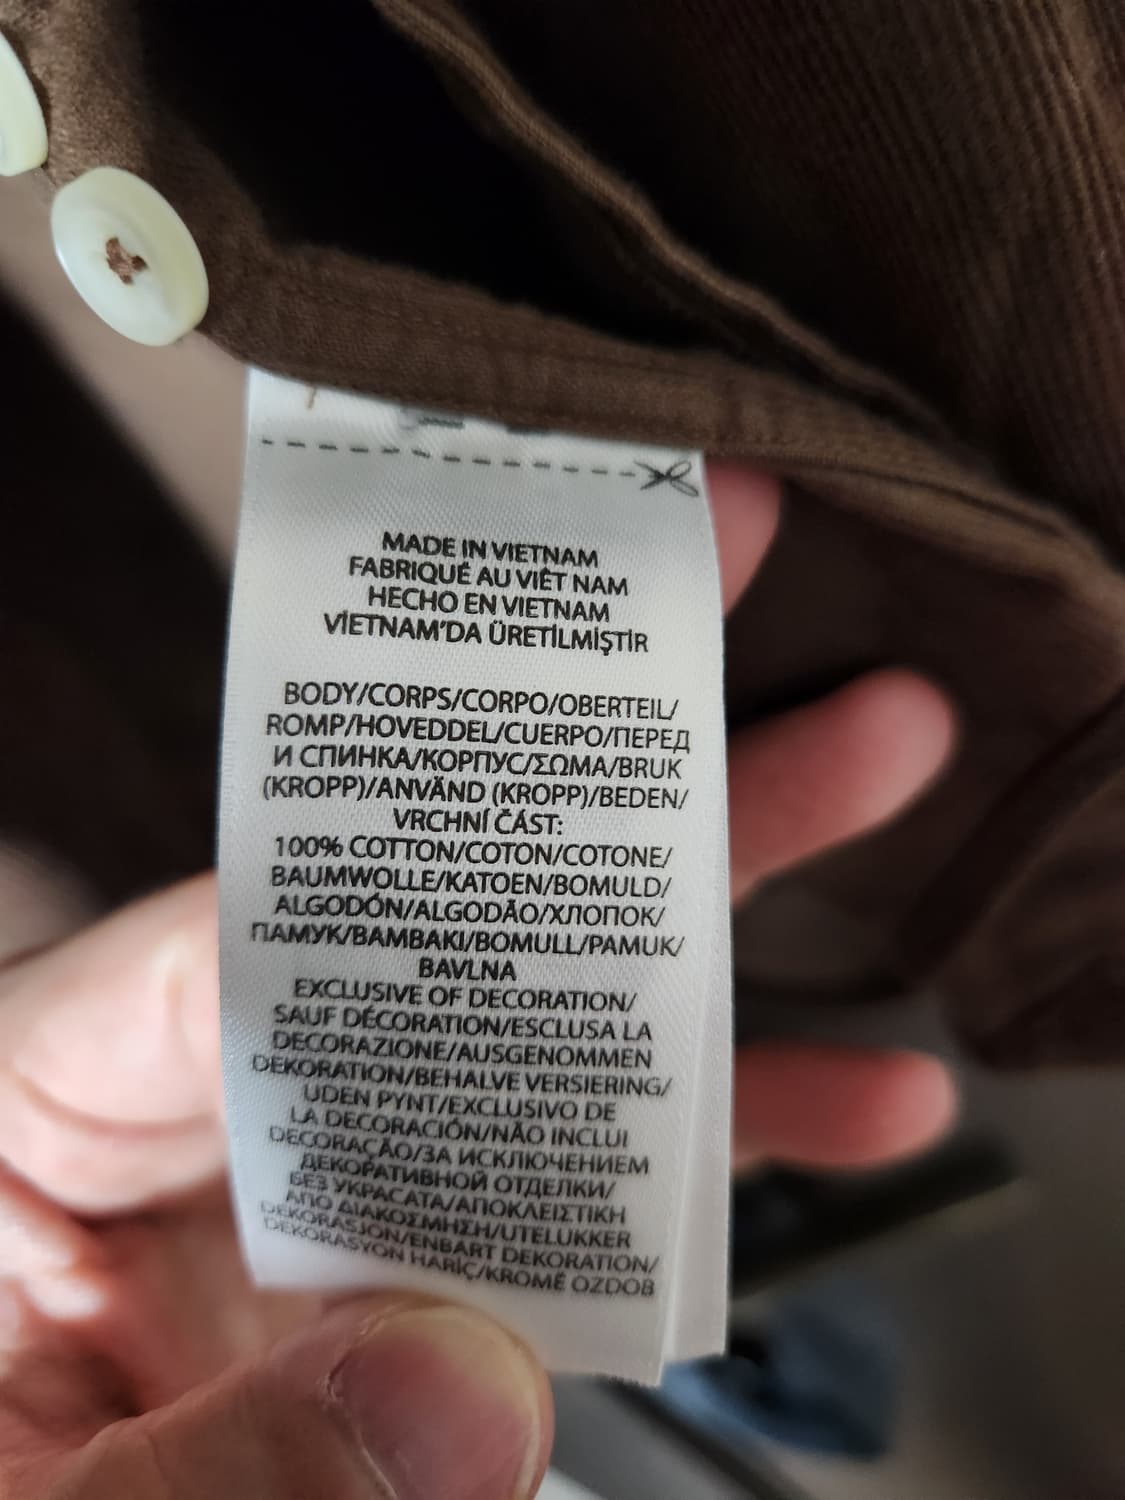 MADE IN VIETNAM
FABRIQUÉ AU VIÊT NAM
HECHO EN VIETNAM
VİETNAM'DA ÜRETİLMİŞTİR
BODY/CORPS/CORPO/OBERTEIL/
ROMP/HOVEDDEL/CUERPO/ПЕРЕД
И СПИНКА/КОРПУС/ΣΩΜΑ/BRUK
(KROPP)/ANVÄND (KROPP)/BEDEN/
VRCHNÍ ČÁST:
100% COTTON/COTON/COTONE/
BAUMWOLLE/KATOEN/BOMULD/
ALGODÓN/ALGODÃO/ХЛОПОК/
ПАМУК/BAMBAKI/BOMULL/PAMUK/
BAVLNA
EXCLUSIVE OF DECORATION/
SAUF DÉCORATION/ESCLUSA LA
DECORAZIONE/AUSGENOMMEN
DEKORATION/BEHALVE VERSIERING/
UDEN PYNT/EXCLUSIVO DE
LA DECORACIÓN/NÃO INCLUI
DECORAÇÃO/ЗА ИСКЛЮЧЕНИЕМ
ДЕКОРАТИВНОЙ ОТДЕЛКИ/
БЕЗ УКРАСАТА/ΑΠΟΚΛΕΙΣΤΙΚΗ
ΑΠΟ ΔΙΑΚΟΣΜΗΣΗ/UTELUKKER
DEKORASJON/ENBART DEKORATION/
DEKORASYON HARİÇ/KROMĚ OZDOB